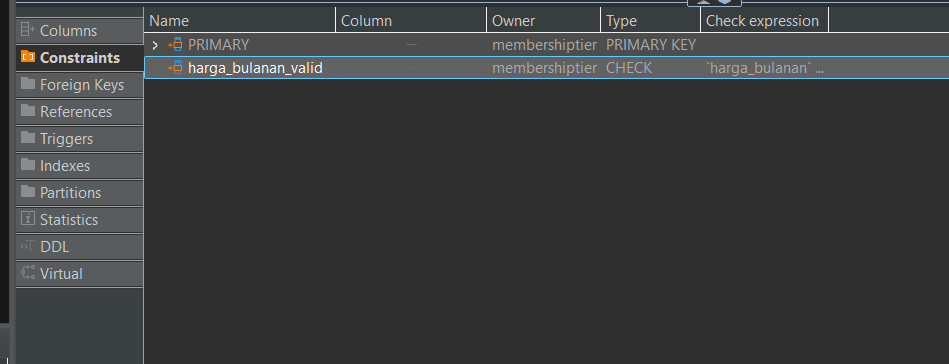 Name Column Owner Type Check expression
PRIMARY membershiptier PRIMARY KEY
harga_bulanan_valid membershiptier CHECK `harga_bulanan` ...
Columns
Constraints
Foreign Keys
References
Triggers
Indexes
Partitions
Statistics
DDL
Virtual